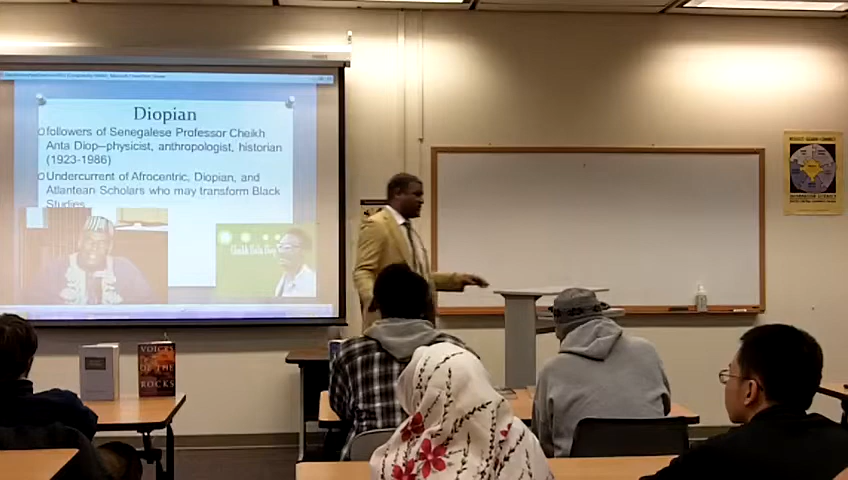 Diopian
followers of Senegalese Professor Cheikh
Anta Diop–physicist, anthropologist, historian
(1923-1986)
Undercurrent of Afrocentric, Diopian, and
Atlantean Scholars who may transform Black
Studies
VOICES
OF THE
ROCKS